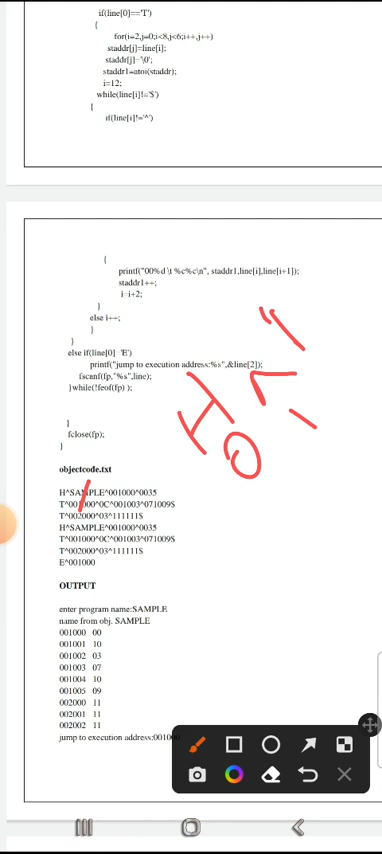 if(line[0]=='T')
{
for(i=2,j=0;i<8,j<6;i++,j++)
staddr[j]=line[i];
staddr[j]='\0';
staddr1=atoi(staddr);
i=12;
while(line[i]!='$')
{
if(line[i]!='^')
{
printf("00%d \t %c%c\n", staddr1,line[i],line[i+1]);
staddr1++;
i=i+2;
}
else i++;
}
}
else if(line[0] 'E')
printf("jump to execution address:%s",&line[2]);
fscanf(fp,"%s",line);
}while(!feof(fp) );
}
fclose(fp);
}
objectcode.txt
H^SAMPLE^001000^0035
T^001000^0C^001003^071009$
T^002000^03^111111$
H^SAMPLE^001000^0035
T^001000^0C^001003^071009$
T^002000^03^111111$
E^001000
OUTPUT
enter program name:SAMPLE
name from obj. SAMPLE
001000 00
001001 10
001002 03
001003 07
001004 10
001005 09
002000 11
002001 11
002002 11
jump to execution address:001000